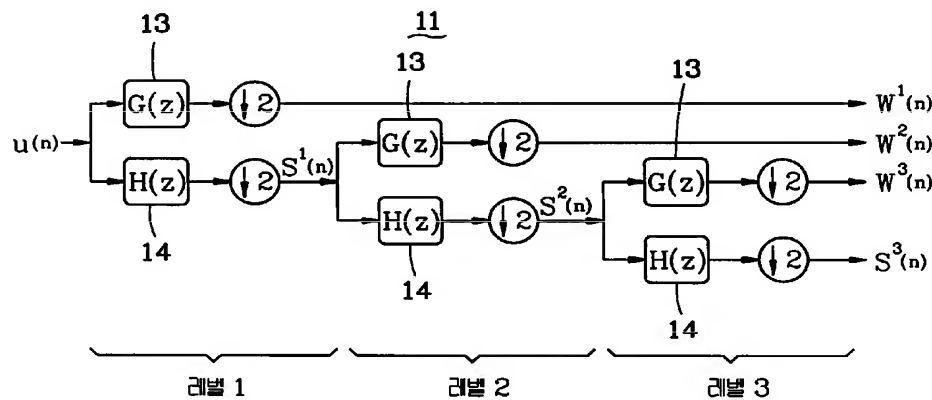 11
13
13
13
G(z) ↓2 W¹(n)
u(n) G(z) ↓2 W²(n)
H(z) ↓2 S¹(n) G(z) ↓2 W³(n)
H(z) ↓2 S²(n)
14 H(z) ↓2 S³(n)
14
14
레벨 1 레벨 2 레벨 3